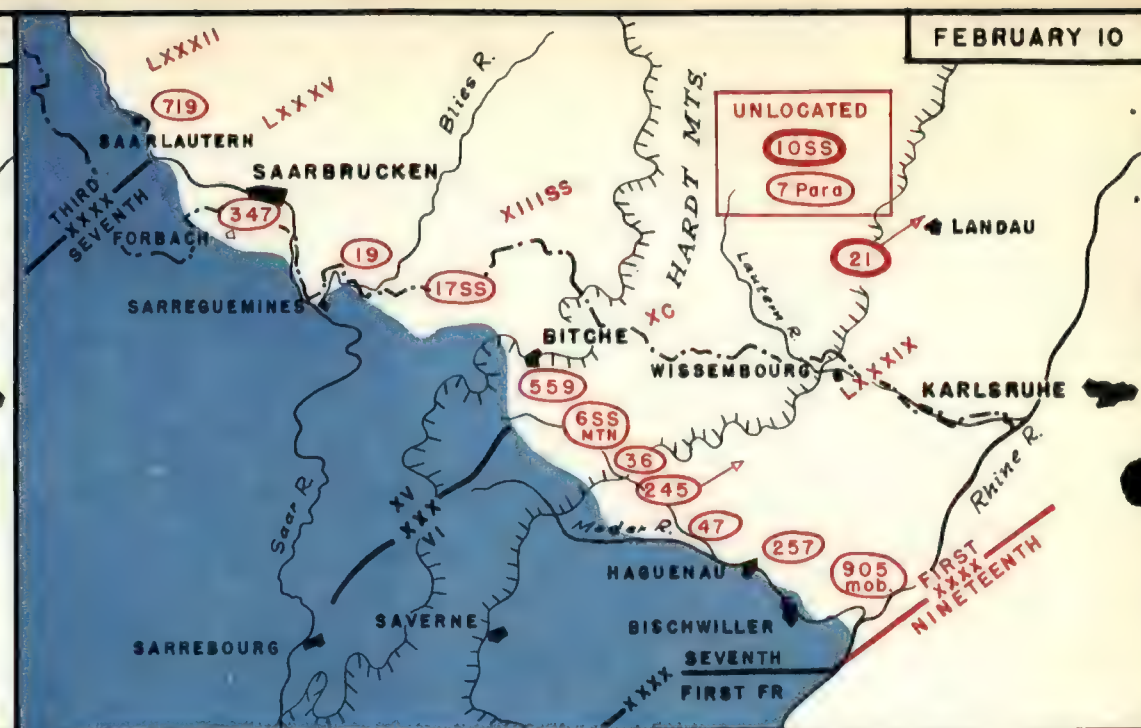 FEBRUARY 10
LXXXII
719
SAARLAUTERN
LXXXV
Blies R.
HARDT MTS.
UNLOCATED
10SS
7 Para
SAARBRUCKEN
THIRD
XXXX
SEVENTH
FORBACH
347
19
XIIISS
17SS
21
LANDAU
Lautern R.
SARREGUEMINES
BITCHE
XC
WISSEMBOURG
LXXXIX
KARLSRUHE
559
6SS
MTN
36
245
Rhine R.
Saar R.
XV
XXX
VI
Moder R.
47
257
905
mob.
HAGUENAU
FIRST
XXXX
NINETEENTH
SARREBOURG
SAVERNE
BISCHWILLER
XXXX
SEVENTH
FIRST FR